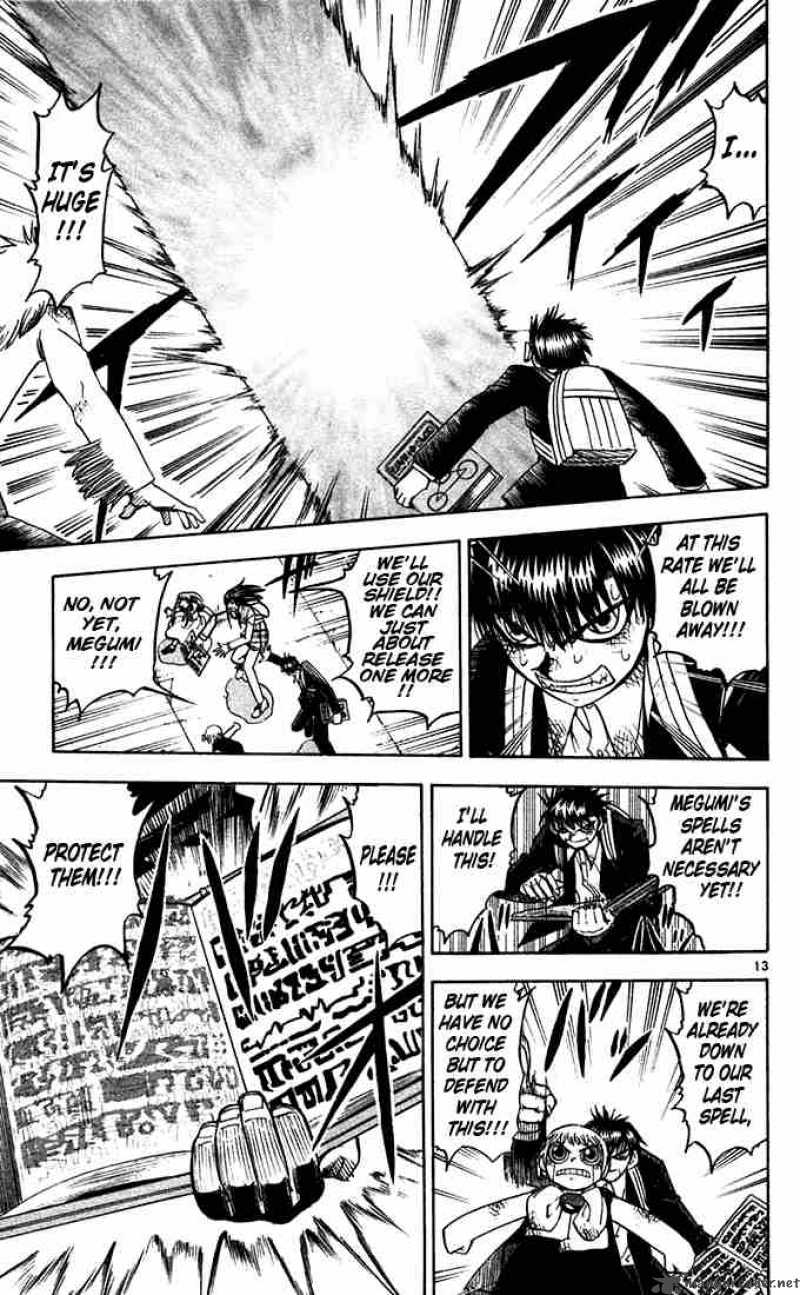 I...
IT'S
HUGE
!!!
AT THIS
RATE WE'LL
ALL BE
BLOWN
AWAY!!!
WE'LL
USE OUR
SHIELD!!
WE CAN
JUST
ABOUT
RELEASE
ONE MORE
!!
NO, NOT
YET,
MEGUMI
!!!
MEGUMI'S
SPELLS
AREN'T
NECESSARY
YET!!
I'LL
HANDLE
THIS!
13
WE'RE
ALREADY
DOWN
TO OUR
LAST
SPELL,
BUT WE
HAVE NO
CHOICE
BUT TO
DEFEND
WITH
THIS!!!
PLEASE
!!!
PROTECT
THEM!!!